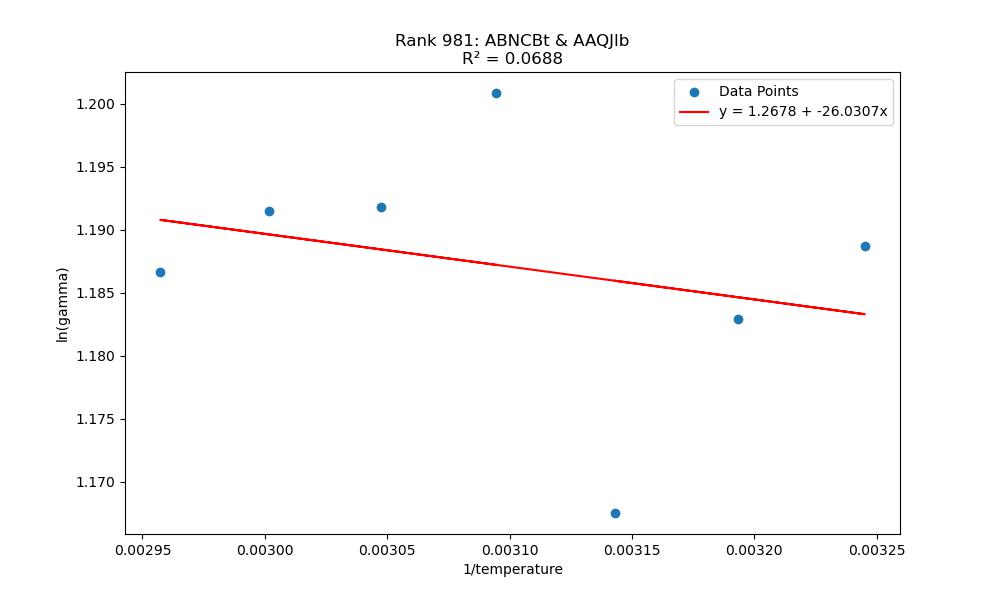 Rank 981: ABNCBt & AAQJlb
R² = 0.0688
Data Points
y = 1.2678 + -26.0307x
ln(gamma)
1.200
1.195
1.190
1.185
1.180
1.175
1.170
0.00295 0.00300 0.00305 0.00310 0.00315 0.00320 0.00325
1/temperature